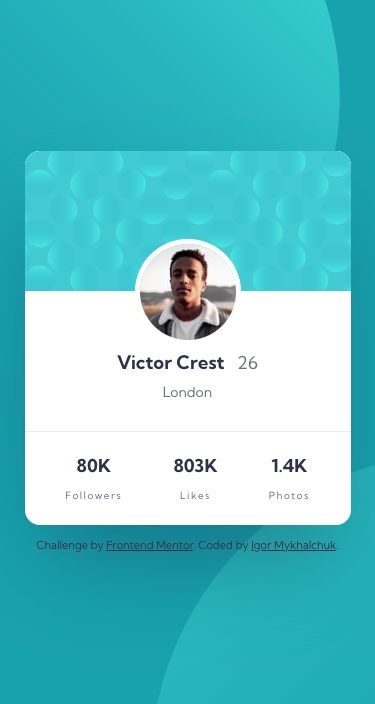 Victor Crest 26
London
80K 803K 1.4K
Followers Likes Photos
Challenge by Frontend Mentor. Coded by Igor Mykhalchuk.